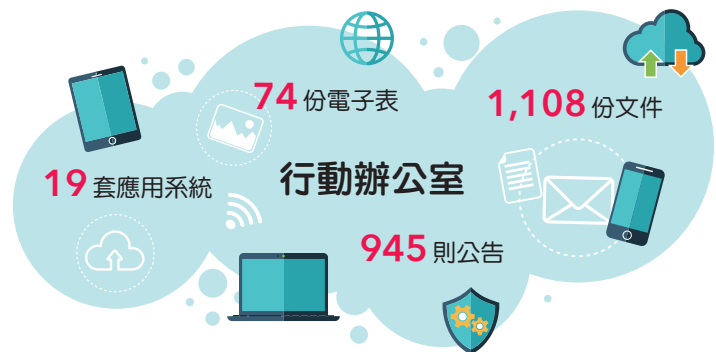 74 份電子表
1,108 份文件
19 套應用系統
行動辦公室
945 則公告